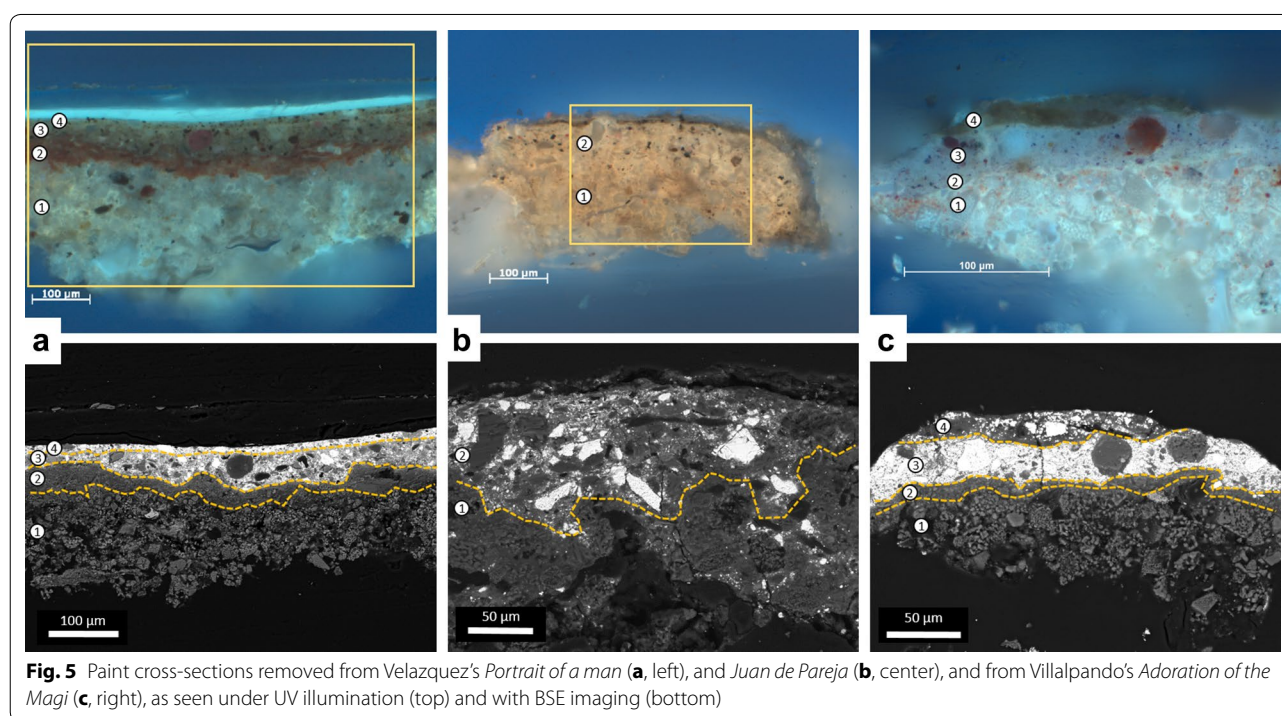 4
3
2
1
100 µm
2
1
100 µm
4
3
2
1
100 µm
a
b
c
4
3
2
1
100 µm
2
1
50 µm
4
3
2
1
50 µm
Fig. 5 Paint cross-sections removed from Velazquez's Portrait of a man (a, left), and Juan de Pareja (b, center), and from Villalpando's Adoration of the
Magi (c, right), as seen under UV illumination (top) and with BSE imaging (bottom)